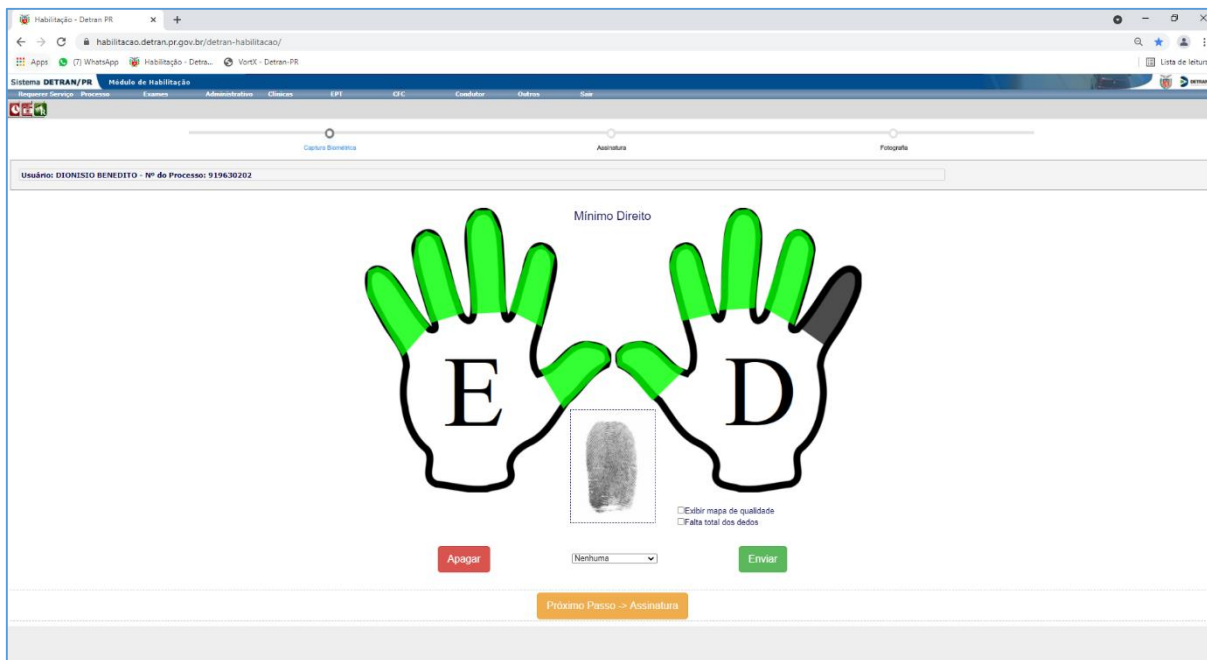 Habilitação - Detran PR
habilitacao.detran.pr.gov.br/detran-habilitacao/
Apps (7) WhatsApp Habilitação - Detra... VortX - Detran-PR Lista de leitura
Sistema DETRAN/PR Módulo de Habilitação
Requerer Serviço Processo Exames Administrativo Clínicas EPT CFC Condutor Outros Sair
Captura Biométrica Assinatura Fotografia
Usuário: DIONISIO BENEDITO - Nº do Processo: 919630202
Mínimo Direito
E D
Exibir mapa de qualidade
Falta total dos dedos
Apagar Nenhuma Enviar
Próximo Passo -> Assinatura